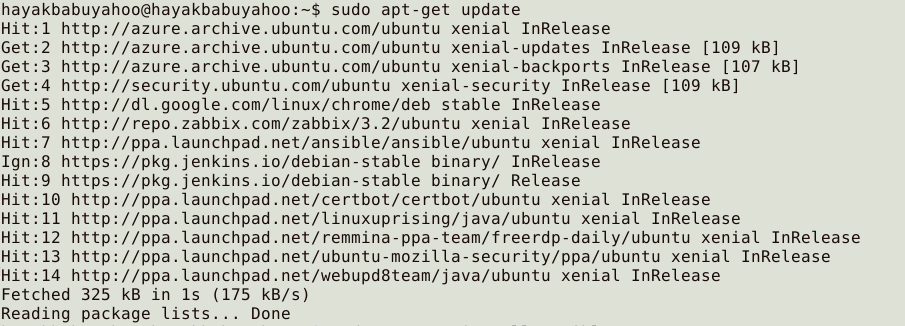 hayakbabuyahoo@hayakbabuyahoo:~$ sudo apt-get update
Hit:1 http://azure.archive.ubuntu.com/ubuntu xenial InRelease
Get:2 http://azure.archive.ubuntu.com/ubuntu xenial-updates InRelease [109 kB]
Get:3 http://azure.archive.ubuntu.com/ubuntu xenial-backports InRelease [107 kB]
Get:4 http://security.ubuntu.com/ubuntu xenial-security InRelease [109 kB]
Hit:5 http://dl.google.com/linux/chrome/deb stable InRelease
Hit:6 http://repo.zabbix.com/zabbix/3.2/ubuntu xenial InRelease
Hit:7 http://ppa.launchpad.net/ansible/ansible/ubuntu xenial InRelease
Ign:8 https://pkg.jenkins.io/debian-stable binary/ InRelease
Hit:9 https://pkg.jenkins.io/debian-stable binary/ Release
Hit:10 http://ppa.launchpad.net/certbot/certbot/ubuntu xenial InRelease
Hit:11 http://ppa.launchpad.net/linuxuprising/java/ubuntu xenial InRelease
Hit:12 http://ppa.launchpad.net/remmina-ppa-team/freerdp-daily/ubuntu xenial InRelease
Hit:13 http://ppa.launchpad.net/ubuntu-mozilla-security/ppa/ubuntu xenial InRelease
Hit:14 http://ppa.launchpad.net/webupd8team/java/ubuntu xenial InRelease
Fetched 325 kB in 1s (175 kB/s)
Reading package lists... Done